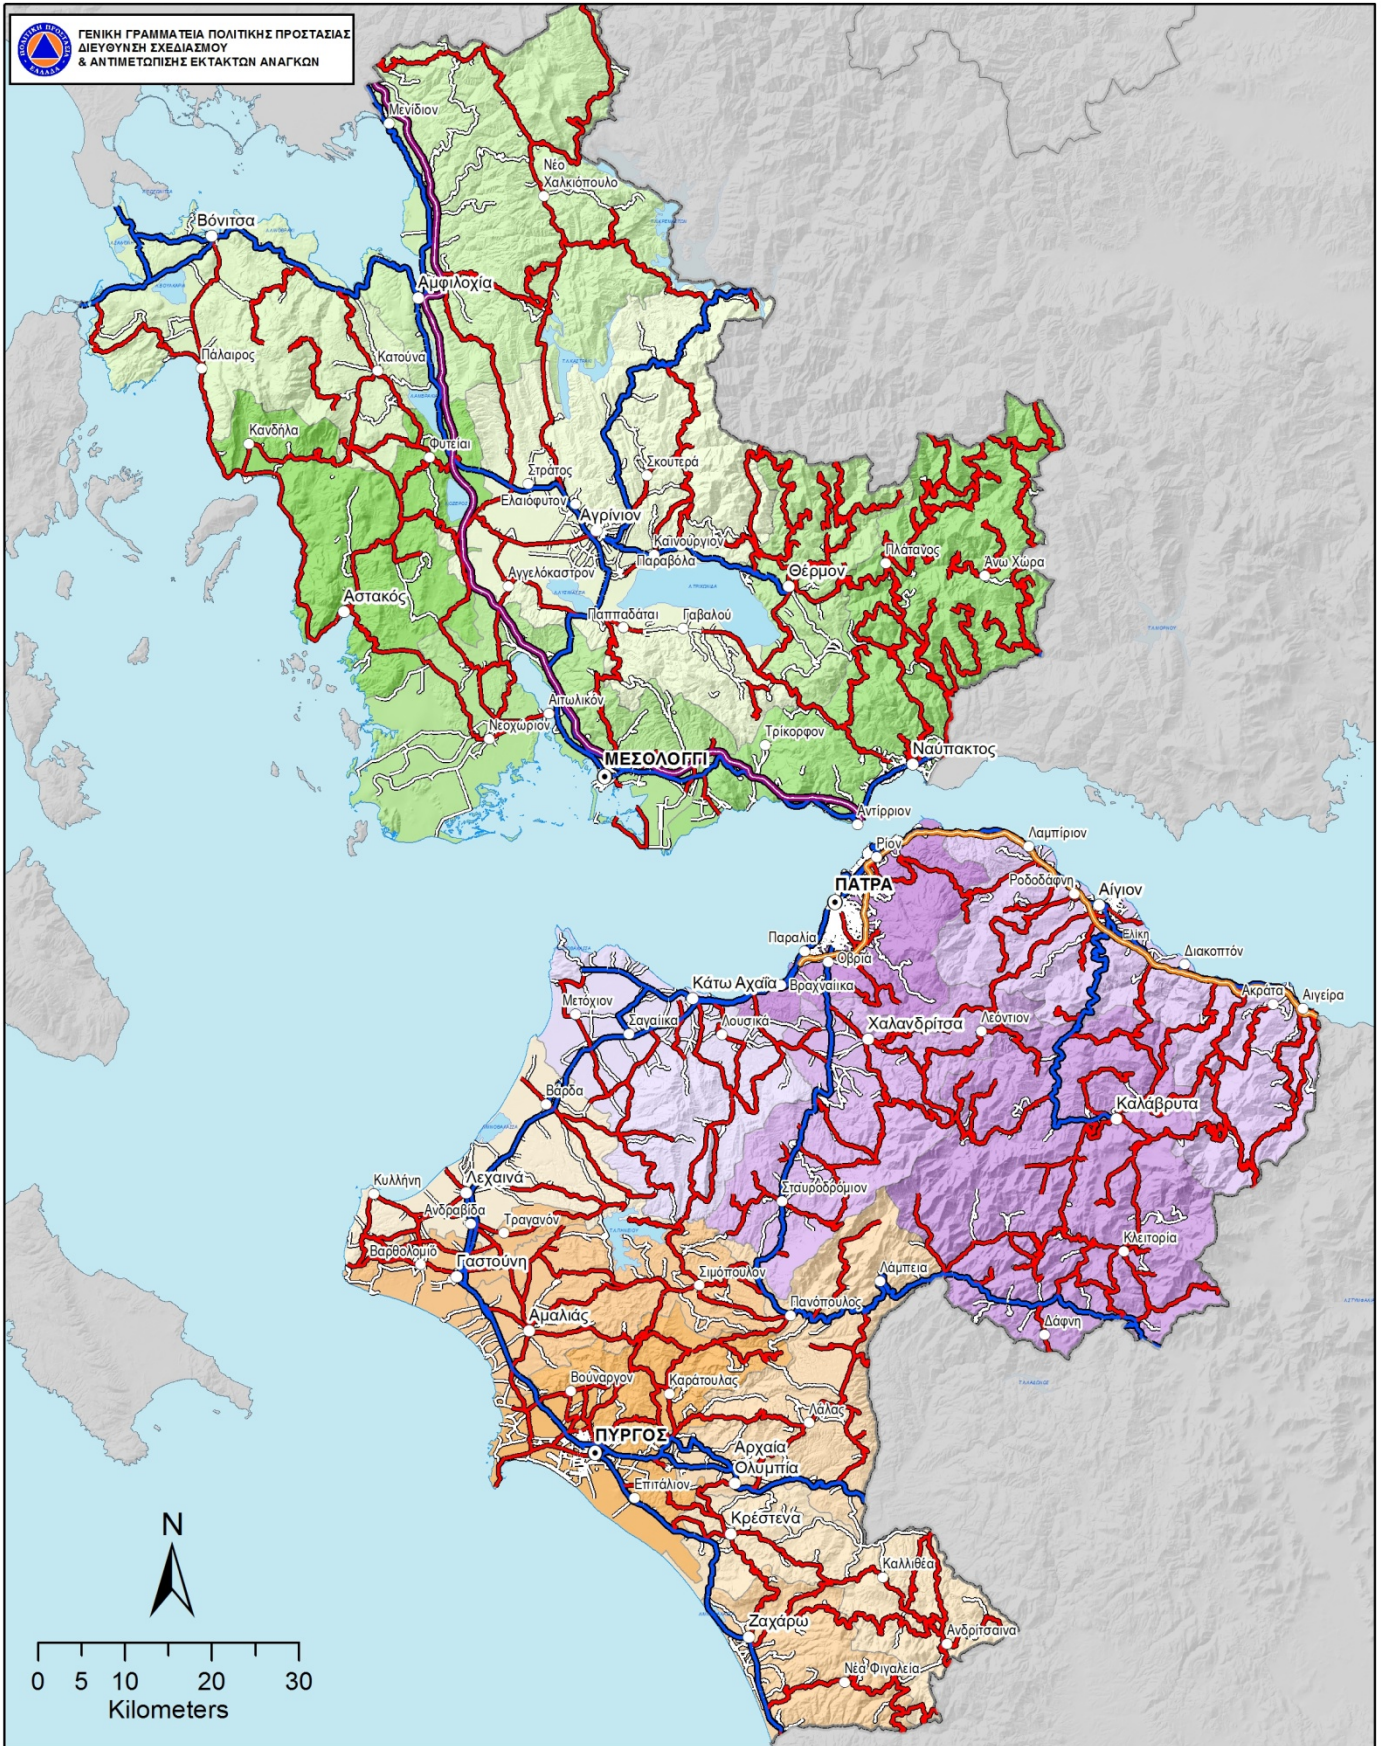 ΓΕΝΙΚΗ ΓΡΑΜΜΑΤΕΙΑ ΠΟΛΙΤΙΚΗΣ ΠΡΟΣΤΑΣΙΑΣ
ΔΙΕΥΘΥΝΣΗ ΣΧΕΔΙΑΣΜΟΥ
& ΑΝΤΙΜΕΤΩΠΙΣΗΣ ΕΚΤΑΚΤΩΝ ΑΝΑΓΚΩΝ
ΠΟΛΙΤΙΚΗ ΠΡΟΣΤΑΣΙΑ
ΕΛΛΑΔΑ
Μενίδιον
Νέο
Χαλκιόπουλο
Βόνιτσα
Αμφιλοχία
Πάλαιρος
Κατούνα
Κανδήλα
Φυτείαι
Στράτος
Σκουτερά
Ελαιόφυτον
Αγρίνιον
Καινούργιον
Παραβόλα
Πλάτανος
Άνω Χώρα
Θέρμον
Αγγελόκαστρον
Αστακός
Παππαδάται
Γαβαλού
Αιτωλικόν
Νεοχώριον
Τρίκορφον
Ναύπακτος
ΜΕΣΟΛΟΓΓΙ
Αντίρριον
Ρίον
Λαμπίριον
ΠΑΤΡΑ
Ροδοδάφνη
Αίγιον
Παραλία
Οβριά
Ελίκη
Διακοπτόν
Κάτω Αχαΐα
Βραχναίικα
Ακράτα
Αιγείρα
Μετόχιον
Σαγαίικα
Λουσικά
Χαλανδρίτσα
Λεόντιον
Βάρδα
Καλάβρυτα
Κυλλήνη
Λεχαινά
Σταυροδρόμιον
Ανδραβίδα
Τραγανόν
Βαρθολομιό
Γαστούνη
Σιμόπουλον
Λάμπεια
Κλειτορία
Πανόπουλος
Αμαλιάς
Δάφνη
Βούναργον
Καράτουλας
Λάλας
ΠΥΡΓΟΣ
Αρχαία
Ολυμπία
Επιτάλιον
Κρέστενα
Καλλιθέα
Ζαχάρω
Ανδρίτσαινα
Νέα Φιγαλεία
N
0 5 10 20 30
Kilometers